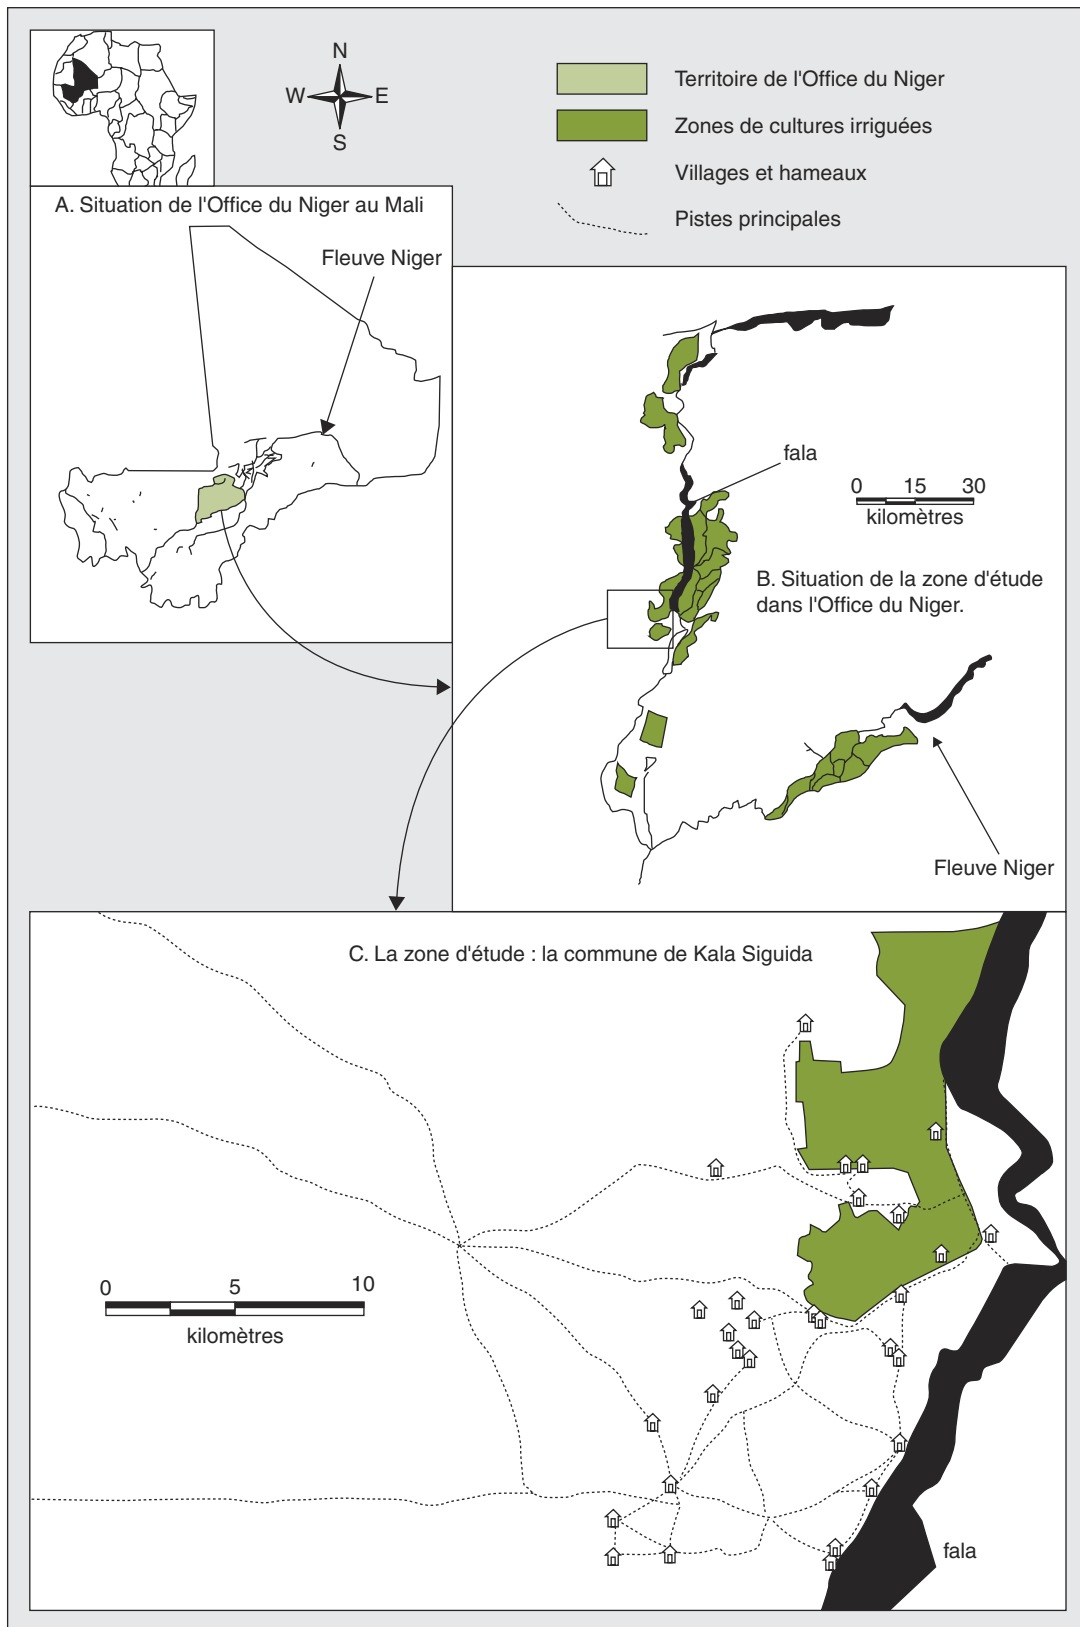 N
W
E
S
Territoire de l'Office du Niger
Zones de cultures irriguées
Villages et hameaux
Pistes principales
A. Situation de l'Office du Niger au Mali
Fleuve Niger
fala
0 15 30
kilomètres
B. Situation de la zone d'étude
dans l'Office du Niger.
Fleuve Niger
C. La zone d'étude : la commune de Kala Siguida
0 5 10
kilomètres
fala